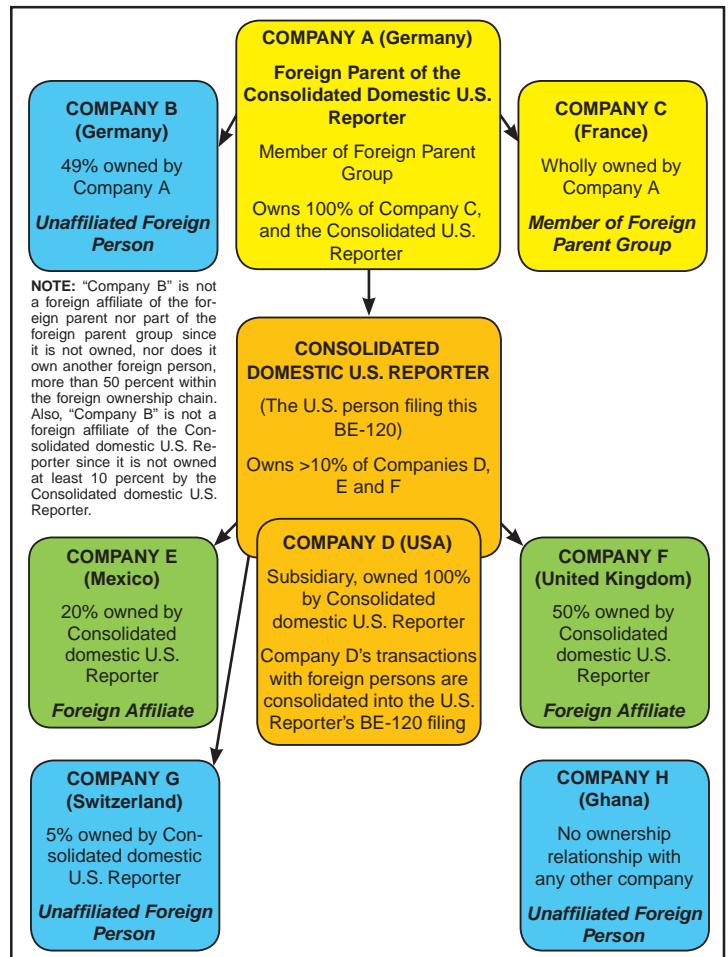 COMPANY A (Germany)
Foreign Parent of the
Consolidated Domestic U.S.
Reporter
Member of Foreign Parent
Group
Owns 100% of Company C,
and the Consolidated U.S.
Reporter
COMPANY B
(Germany)
49% owned by
Company A
Unaffiliated Foreign
Person
COMPANY C
(France)
Wholly owned by
Company A
Member of Foreign
Parent Group
NOTE: “Company B” is not
a foreign affiliate of the for-
eign parent nor part of the
foreign parent group since
it is not owned, nor does it
own another foreign person,
more than 50 percent within
the foreign ownership chain.
Also, “Company B” is not a
foreign affiliate of the Con-
solidated domestic U.S. Re-
porter since it is not owned
at least 10 percent by the
Consolidated domestic U.S.
Reporter.
CONSOLIDATED
DOMESTIC U.S. REPORTER
(The U.S. person filing this
BE-120)
Owns >10% of Companies D,
E and F
COMPANY D (USA)
Subsidiary, owned 100%
by Consolidated
domestic U.S. Reporter
Company D’s transactions
with foreign persons are
consolidated into the U.S.
Reporter’s BE-120 filing
COMPANY E
(Mexico)
20% owned by
Consolidated
domestic U.S.
Reporter
Foreign Affiliate
COMPANY F
(United Kingdom)
50% owned by
Consolidated
domestic U.S.
Reporter
Foreign Affiliate
COMPANY G
(Switzerland)
5% owned by Con-
solidated domestic
U.S. Reporter
Unaffiliated Foreign
Person
COMPANY H
(Ghana)
No ownership
relationship with
any other company
Unaffiliated Foreign
Person